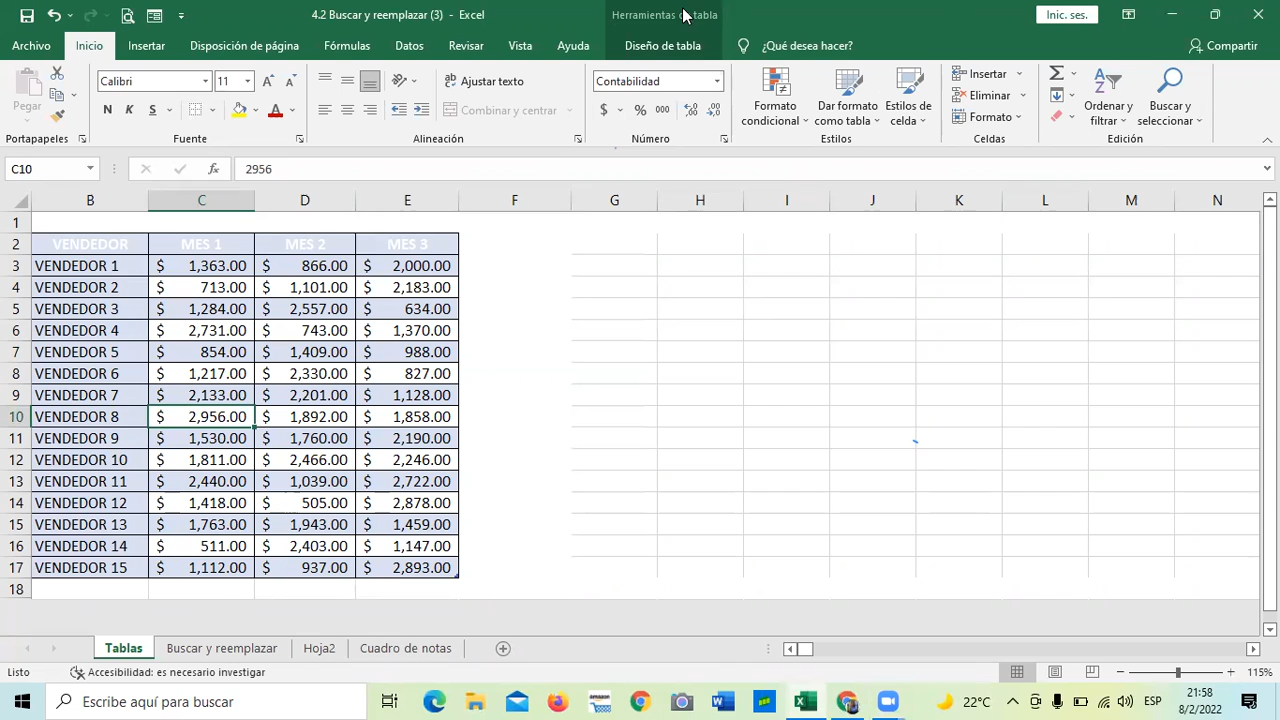 4.2 Buscar y reemplazar (3) - Excel
Herramientas de tabla
Inic. ses.
Archivo Inicio Insertar Disposición de página Fórmulas Datos Revisar Vista Ayuda Diseño de tabla ¿Qué desea hacer? Compartir
Pegar
Calibri 11
N K S
Ajustar texto
Combinar y centrar
Contabilidad
$ % 000
Formato condicional
Dar formato como tabla
Estilos de celda
Insertar
Eliminar
Formato
Ordenar y filtrar
Buscar y seleccionar
Portapapeles Fuente Alineación Número Estilos Celdas Edición
C10 fx 2956
B C D E F G H I J K L M N
1
2 VENDEDOR MES 1 MES 2 MES 3
3 VENDEDOR 1 $ 1,363.00 $ 866.00 $ 2,000.00
4 VENDEDOR 2 $ 713.00 $ 1,101.00 $ 2,183.00
5 VENDEDOR 3 $ 1,284.00 $ 2,557.00 $ 634.00
6 VENDEDOR 4 $ 2,731.00 $ 743.00 $ 1,370.00
7 VENDEDOR 5 $ 854.00 $ 1,409.00 $ 988.00
8 VENDEDOR 6 $ 1,217.00 $ 2,330.00 $ 827.00
9 VENDEDOR 7 $ 2,133.00 $ 2,201.00 $ 1,128.00
10 VENDEDOR 8 $ 2,956.00 $ 1,892.00 $ 1,858.00
11 VENDEDOR 9 $ 1,530.00 $ 1,760.00 $ 2,190.00
12 VENDEDOR 10 $ 1,811.00 $ 2,466.00 $ 2,246.00
13 VENDEDOR 11 $ 2,440.00 $ 1,039.00 $ 2,722.00
14 VENDEDOR 12 $ 1,418.00 $ 505.00 $ 2,878.00
15 VENDEDOR 13 $ 1,763.00 $ 1,943.00 $ 1,459.00
16 VENDEDOR 14 $ 511.00 $ 2,403.00 $ 1,147.00
17 VENDEDOR 15 $ 1,112.00 $ 937.00 $ 2,893.00
18
Tablas Buscar y reemplazar Hoja2 Cuadro de notas
Listo Accesibilidad: es necesario investigar 115%
Escribe aquí para buscar
22°C ESP
21:58
8/2/2022